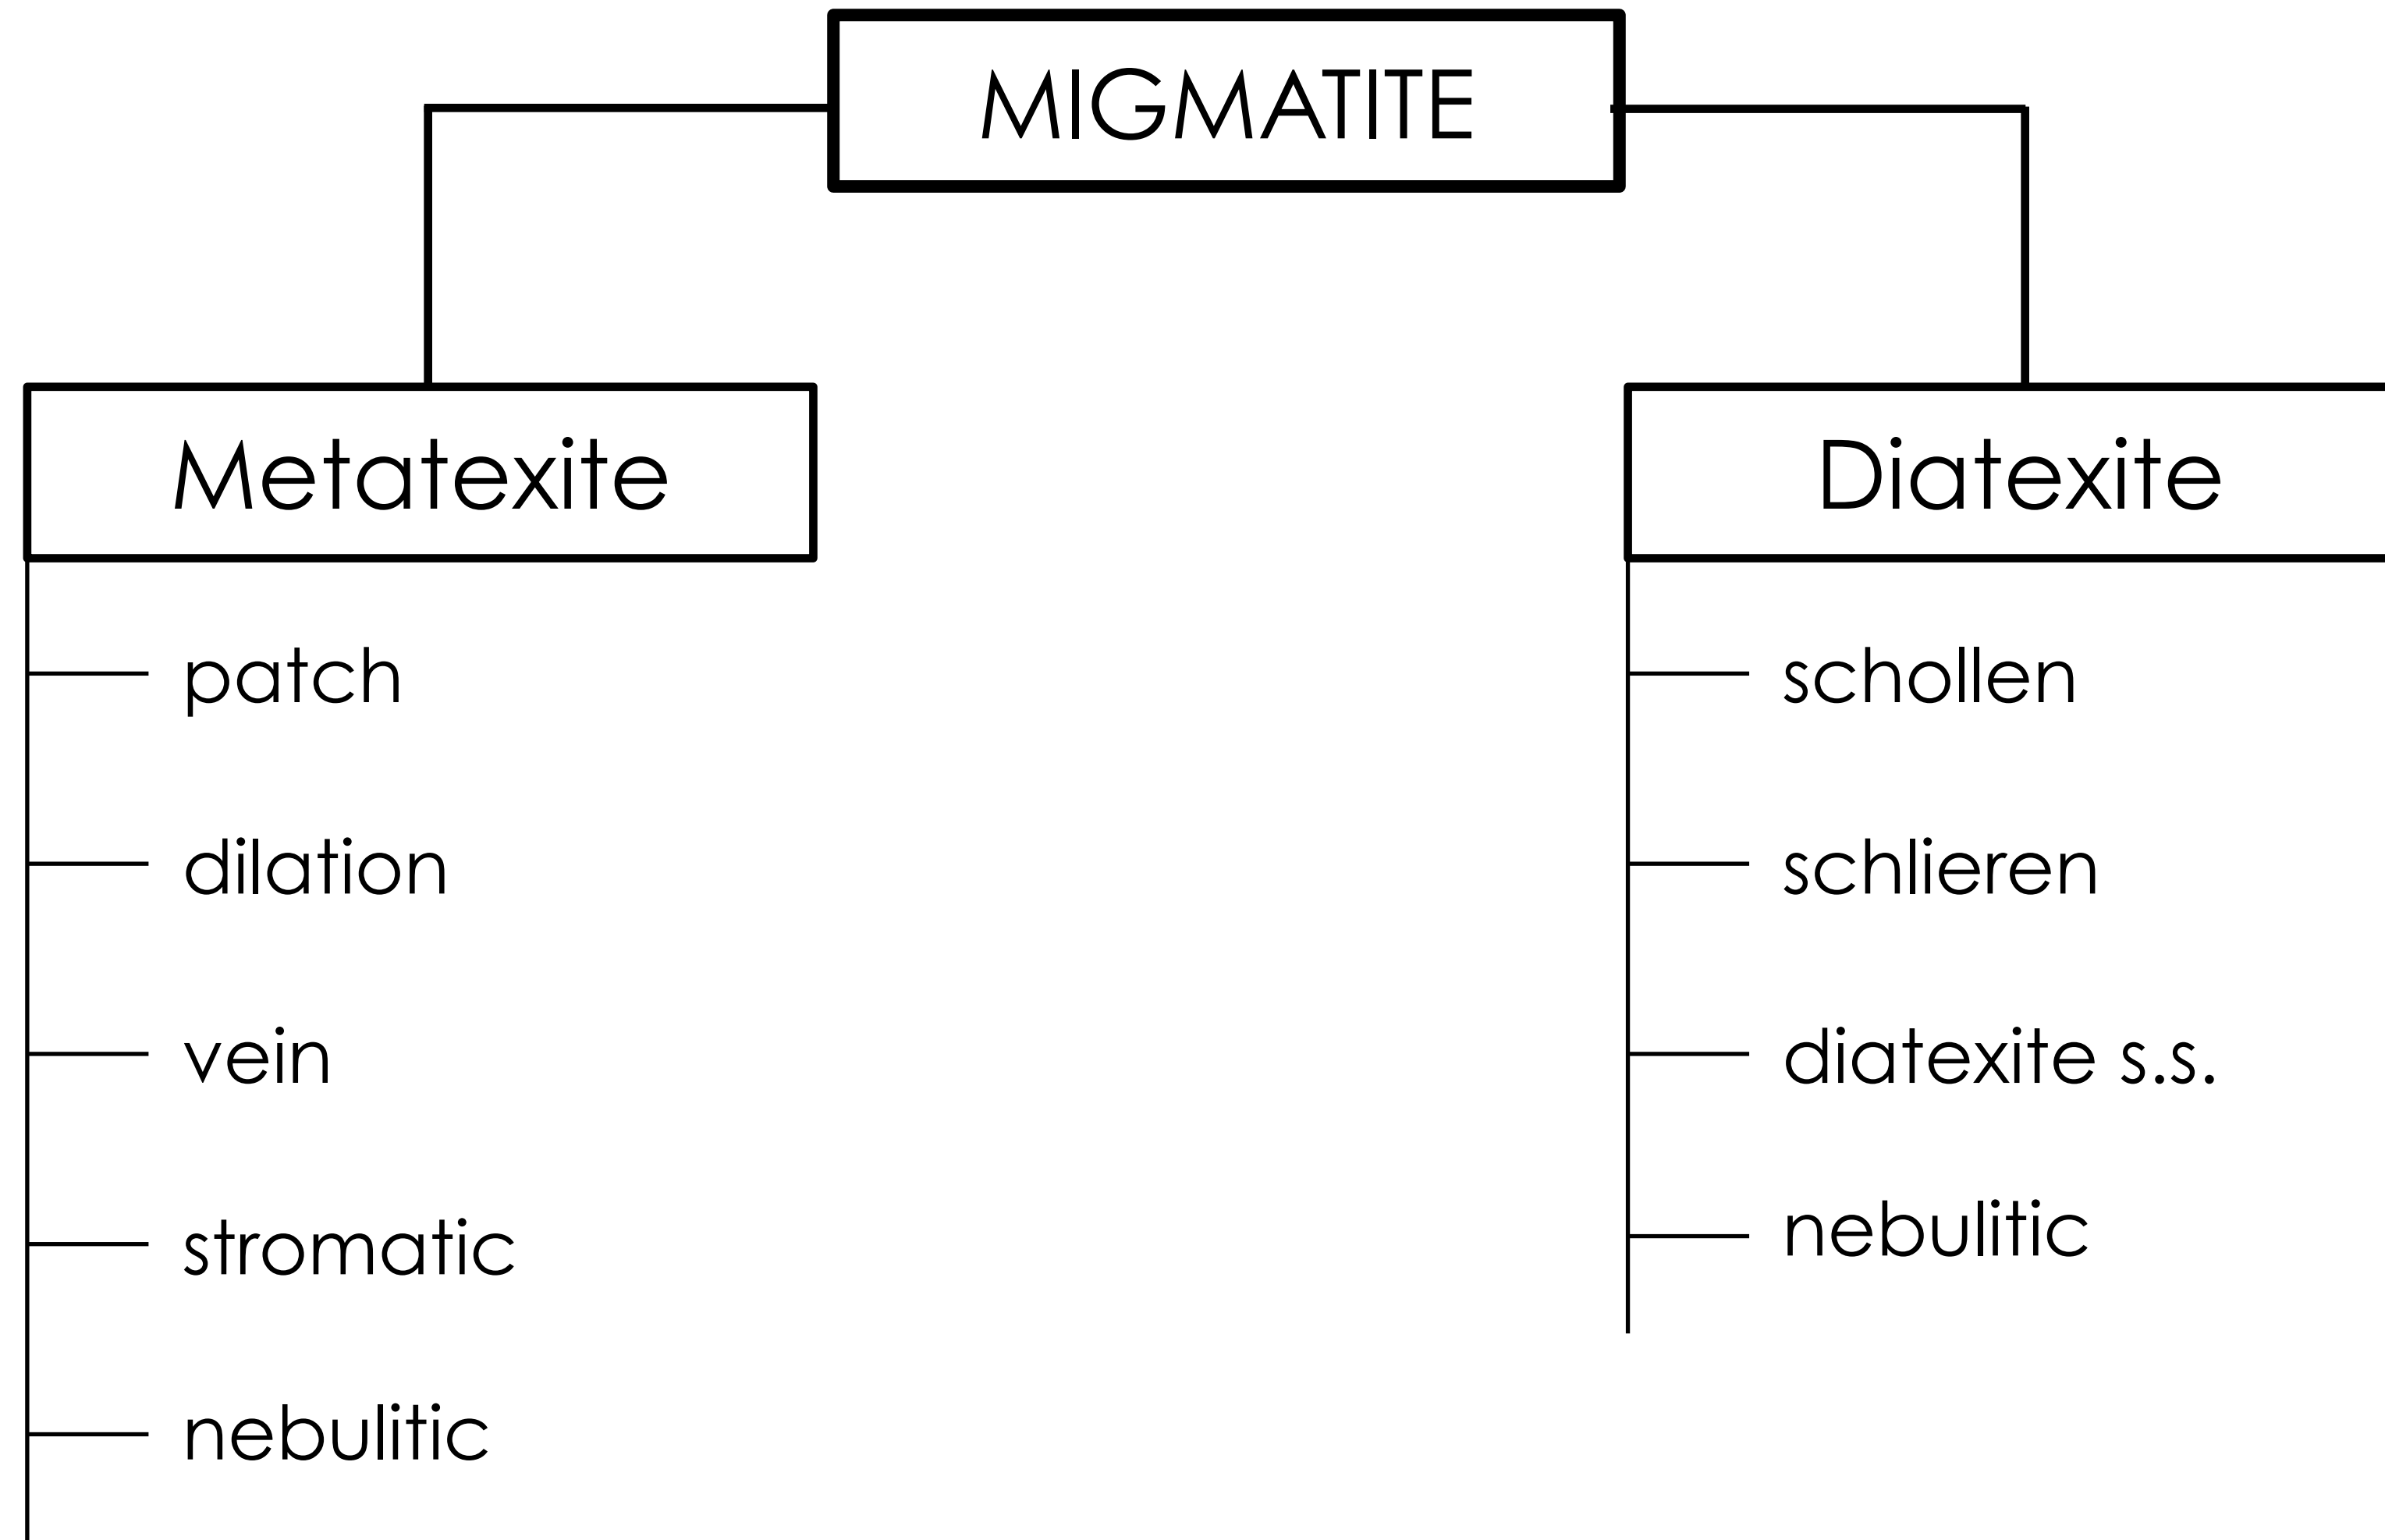 MIGMATITE
Metatexite
patch
dilation
vein
stromatic
nebulitic
Diatexite
schollen
schlieren
diatexite s.s.
nebulitic